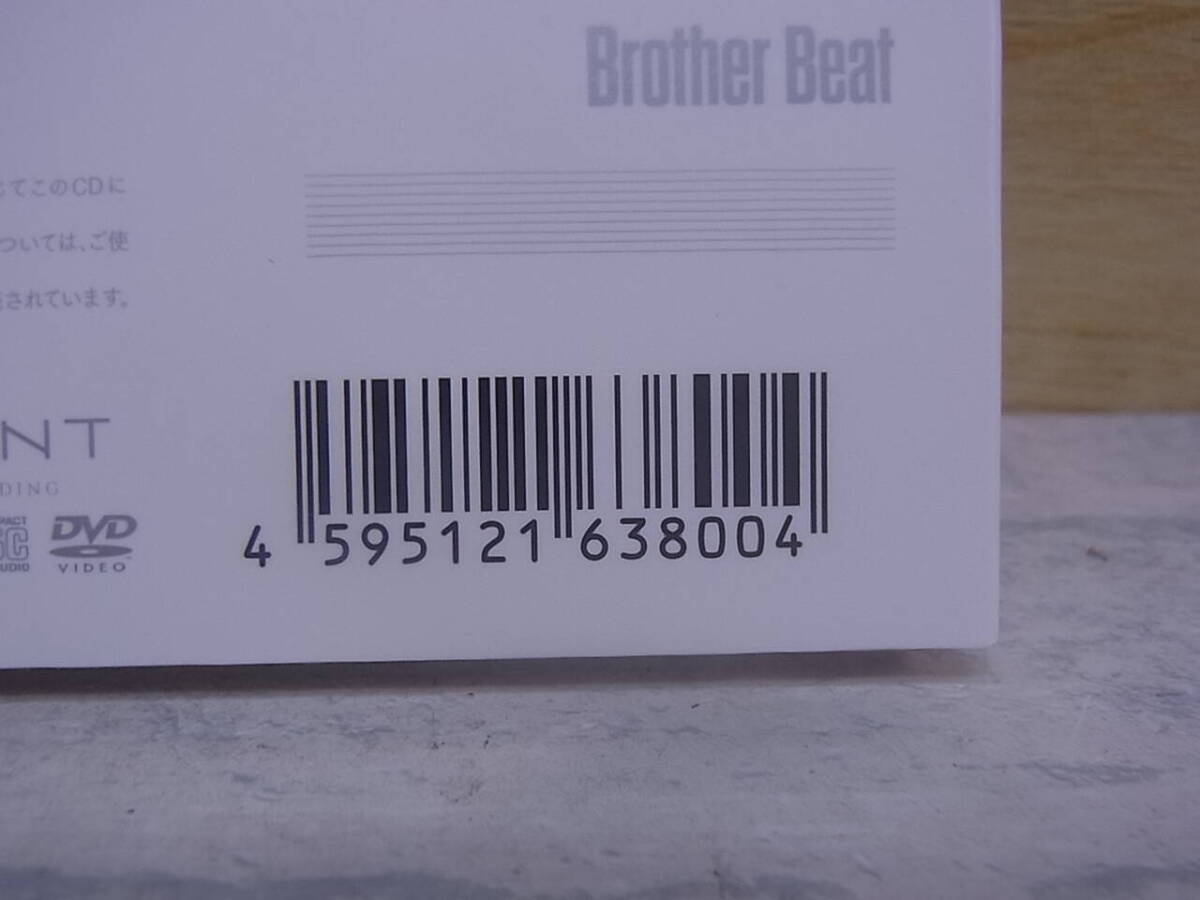 Brother Beat
てこのCDに
ついては、ご使
されています。
NT
DING
DVD
VIDEO
4 595121 638004